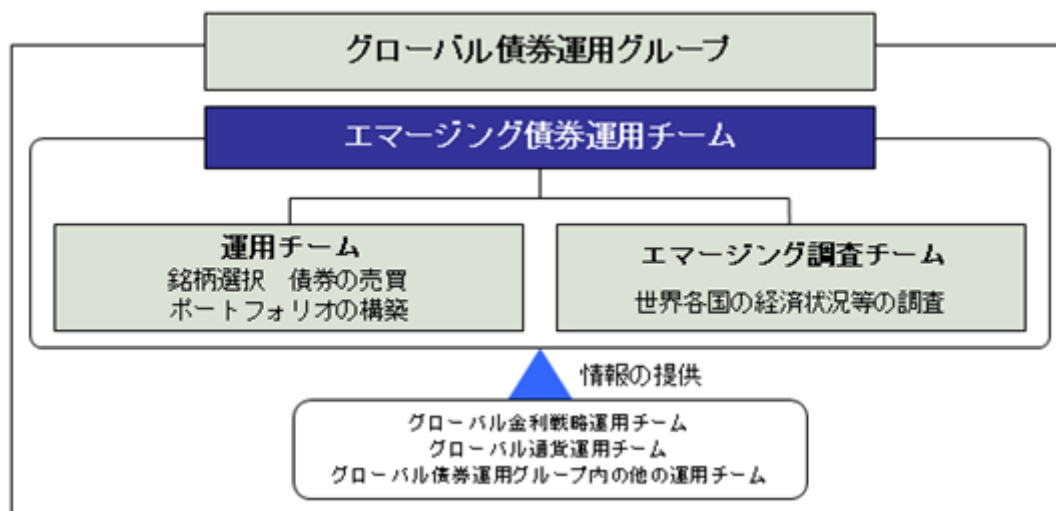 グローバル債券運用グループ
エマージング債券運用チーム
運用チーム
銘柄選択　債券の売買
ポートフォリオの構築
エマージング調査チーム
世界各国の経済状況等の調査
情報の提供
グローバル金利戦略運用チーム
グローバル通貨運用チーム
グローバル債券運用グループ内の他の運用チーム